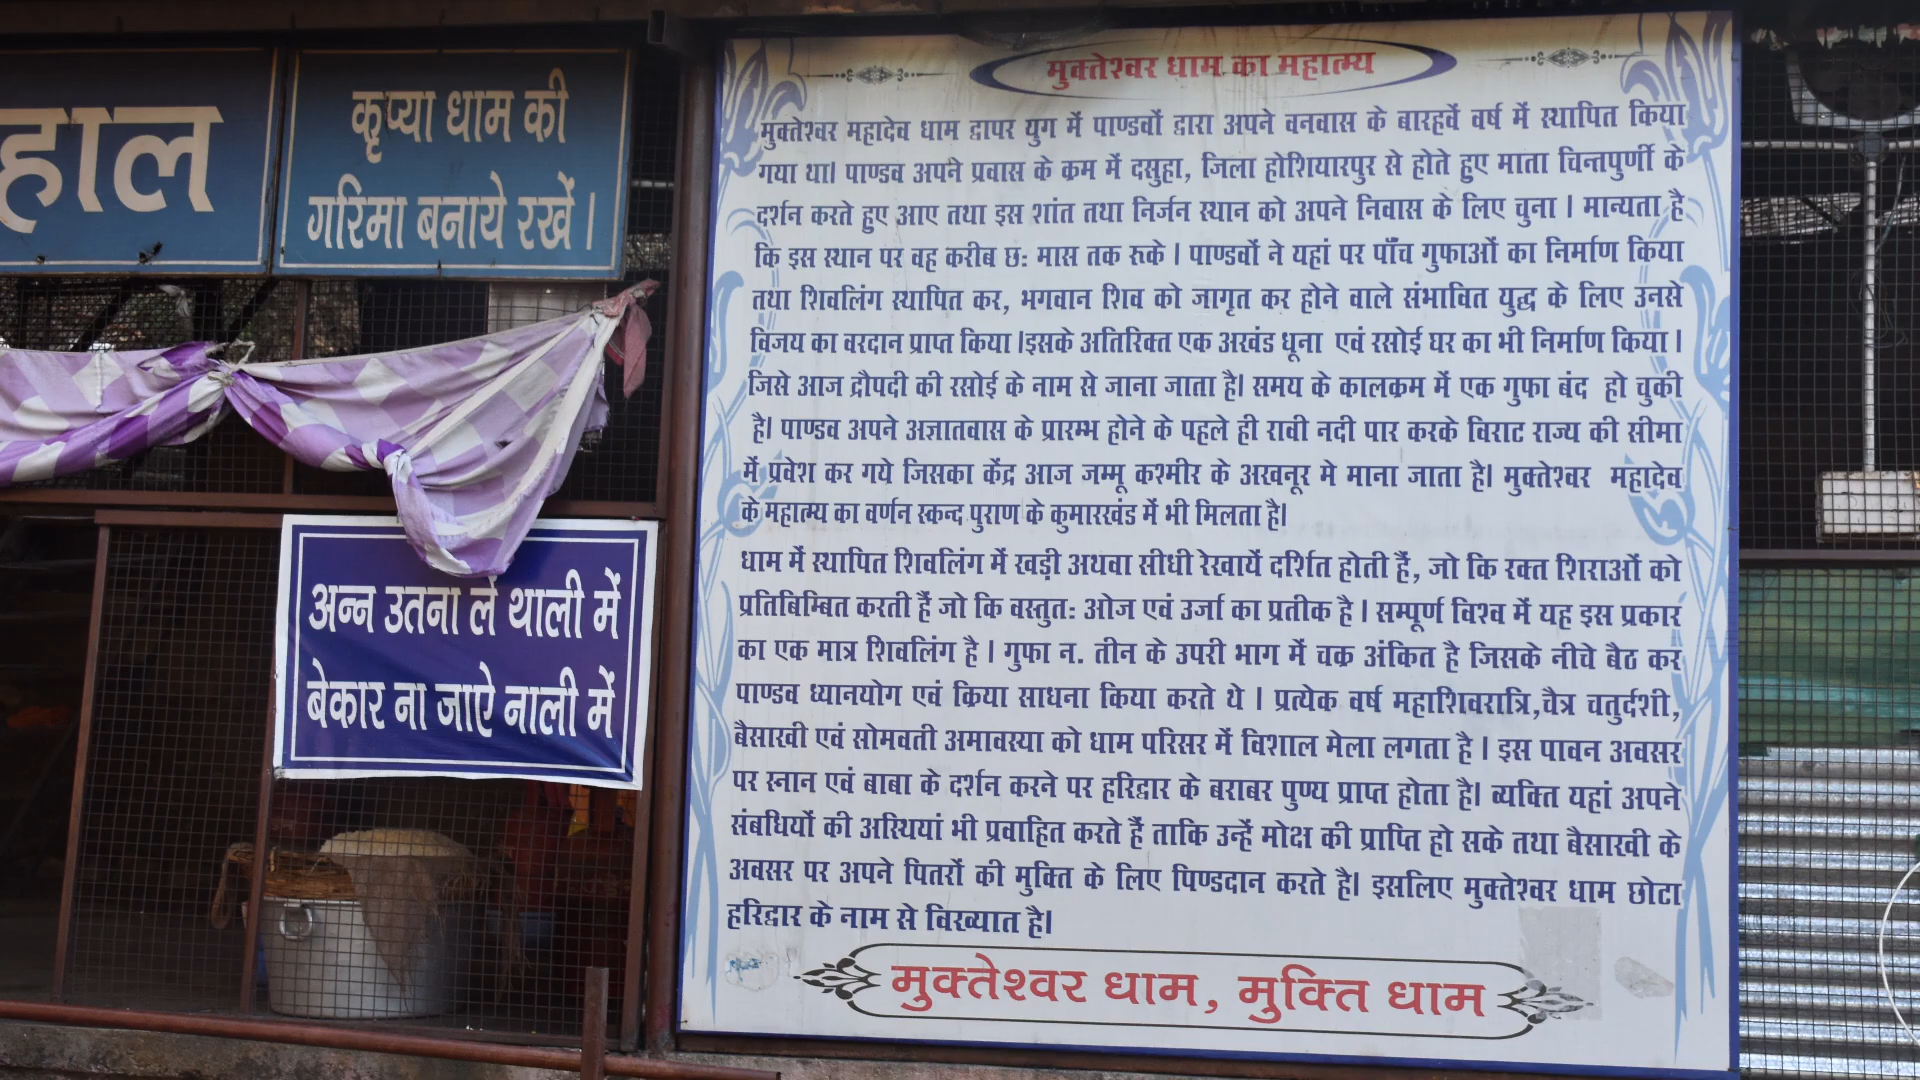 हाल
कृप्या धाम की
गरिमा बनाये रखें।
अन्न उतना लें थाली में
बेकार ना जाऐ नाली में
मुक्तेश्वर धाम का महात्म्य
मुक्तेश्वर महादेव धाम द्वापर युग में पाण्डवों द्वारा अपने वनवास के बारहवें वर्ष में स्थापित किया
गया था। पाण्डव अपने प्रवास के क्रम में दसुहा, जिला होशियारपुर से होते हुए माता चिन्तपुर्णी के
दर्शन करते हुए आए तथा इस शांत तथा निर्जन स्थान को अपने निवास के लिए चुना । मान्यता है
कि इस स्थान पर वह करीब छः मास तक रूके । पाण्डवों ने यहां पर पाँच गुफाओं का निर्माण किया
तथा शिवलिंग स्थापित कर, भगवान शिव को जागृत कर होने वाले संभावित युद्ध के लिए उनसे
विजय का वरदान प्राप्त किया ।इसके अतिरिक्त एक अखंड धूना एवं रसोई घर का भी निर्माण किया ।
जिसे आज द्रौपदी की रसोई के नाम से जाना जाता है। समय के कालक्रम में एक गुफा बंद हो चुकी
है। पाण्डव अपने अज्ञातवास के प्रारम्भ होने के पहले ही रावी नदी पार करके विराट राज्य की सीमा
में प्रवेश कर गये जिसका केंद्र आज जम्मू कश्मीर के अखनूर मे माना जाता है। मुक्तेश्वर महादेव
के महात्म्य का वर्णन स्कन्द पुराण के कुमारखंड में भी मिलता है।
धाम में स्थापित शिवलिंग में खड़ी अथवा सीधी रेखायें दर्शित होती हैं, जो कि रक्त शिराओं को
प्रतिबिम्बित करती हैं जो कि वस्तुतः ओज एवं उर्जा का प्रतीक है । सम्पूर्ण विश्व में यह इस प्रकार
का एक मात्र शिवलिंग है । गुफा न. तीन के उपरी भाग में चक्र अंकित है जिसके नीचे बैठ कर
पाण्डव ध्यानयोग एवं क्रिया साधना किया करते थे । प्रत्येक वर्ष महाशिवरात्रि,चैत्र चतुर्दशी,
बैसाखी एवं सोमवती अमावस्या को धाम परिसर में विशाल मेला लगता है । इस पावन अवसर
पर स्नान एवं बाबा के दर्शन करने पर हरिद्वार के बराबर पुण्य प्राप्त होता है। व्यक्ति यहां अपने
संबधियों की अस्थियां भी प्रवाहित करते हैं ताकि उन्हें मोक्ष की प्राप्ति हो सके तथा बैसाखी के
अवसर पर अपने पितरों की मुक्ति के लिए पिण्डदान करते है। इसलिए मुक्तेश्वर धाम छोटा
हरिद्वार के नाम से विख्यात है।
मुक्तेश्वर धाम, मुक्ति धाम